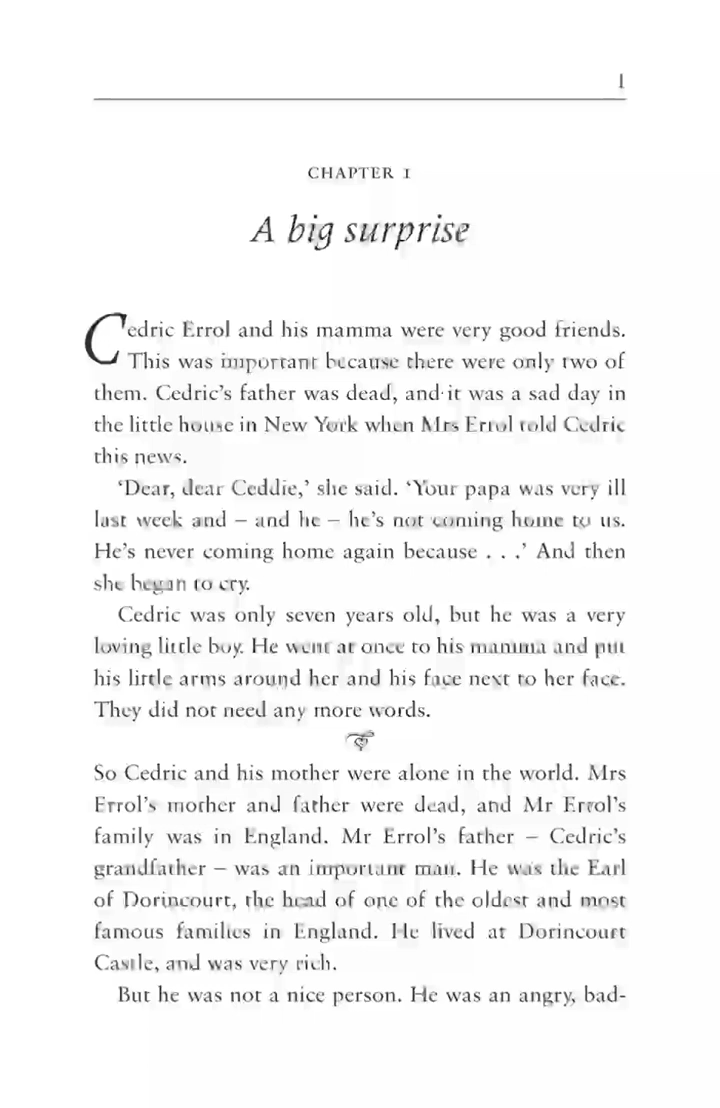 1
CHAPTER 1
A big surprise
Cedric Errol and his mamma were very good friends.
This was important because there were only two of
them. Cedric’s father was dead, and it was a sad day in
the little house in New York when Mrs Errol told Cedric
this news.
‘Dear, dear Ceddie,’ she said. ‘Your papa was very ill
last week and – and he – he’s not coming home to us.
He’s never coming home again because . . .’ And then
she began to cry.
Cedric was only seven years old, but he was a very
loving little boy. He went at once to his mamma and put
his little arms around her and his face next to her face.
They did not need any more words.
So Cedric and his mother were alone in the world. Mrs
Errol’s mother and father were dead, and Mr Errol’s
family was in England. Mr Errol’s father – Cedric’s
grandfather – was an important man. He was the Earl
of Dorincourt, the head of one of the oldest and most
famous families in England. He lived at Dorincourt
Castle, and was very rich.
But he was not a nice person. He was an angry, bad-